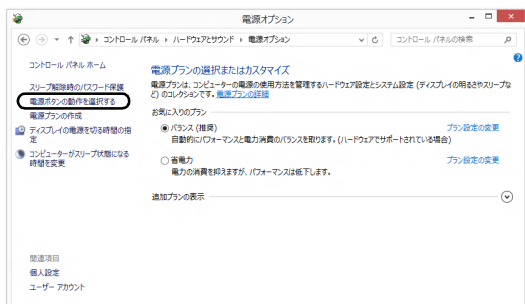 電源オプション
コントロール パネル ▸ ハードウェアとサウンド ▸ 電源オプション
コントロール パネルの検索
コントロール パネル ホーム
スリープ解除時のパスワード保護
電源ボタンの動作を選択する
電源プランの作成
ディスプレイの電源を切る時間の指
定
コンピューターがスリープ状態になる
時間を変更
電源プランの選択またはカスタマイズ
電源プランは、コンピューターの電源の使用方法を管理するハードウェア設定とシステム設定 (ディスプレイの明るさやスリープな
ど) のコレクションです。電源プランの詳細
お気に入りのプラン
バランス (推奨) プラン設定の変更
自動的にパフォーマンスと電力消費のバランスを取ります。(ハードウェアでサポートされている場合)
省電力 プラン設定の変更
電力の消費を抑えますが、パフォーマンスは低下します。
追加プランの表示
関連項目
個人設定
ユーザー アカウント